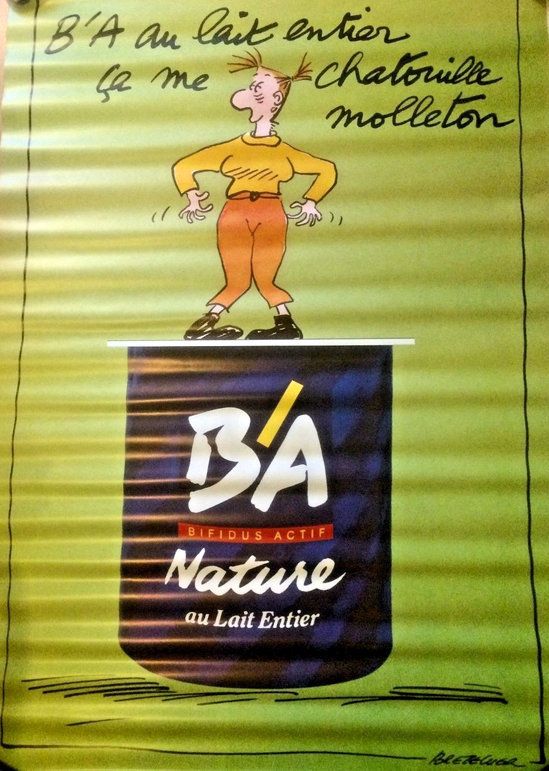 B'A au lait entier
ça me chatouille
molleton
B'A
BIFIDUS ACTIF
Nature
au Lait Entier
BRETECHER